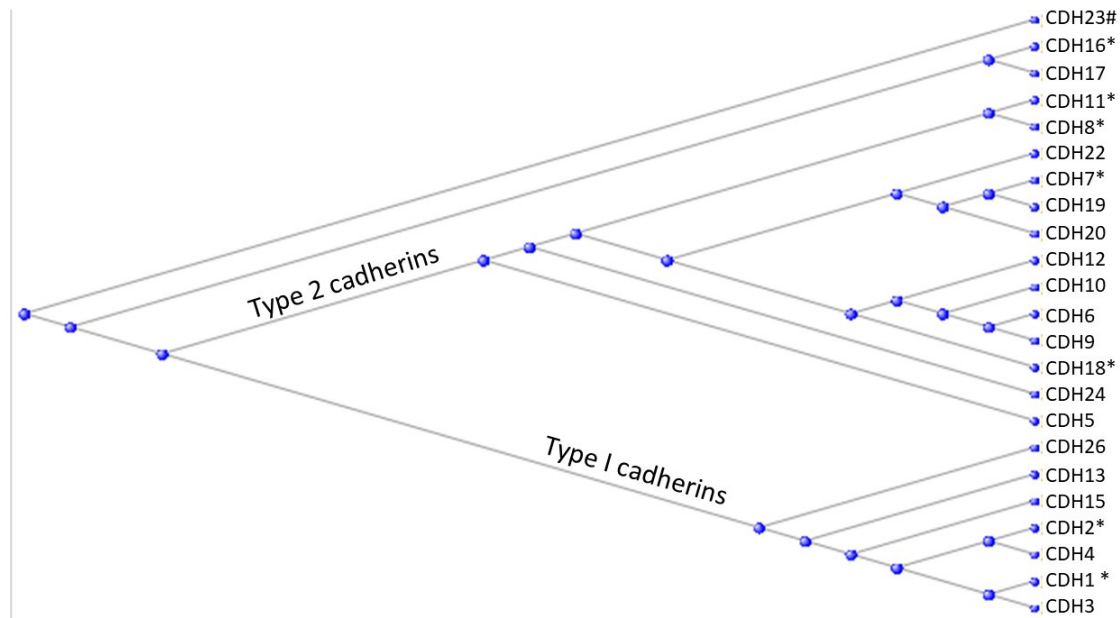 CDH23#
CDH16*
CDH17
CDH11*
CDH8*
CDH22
CDH7*
CDH19
CDH20
Type 2 cadherins
CDH12
CDH10
CDH6
CDH9
CDH18*
CDH24
CDH5
Type I cadherins
CDH26
CDH13
CDH15
CDH2*
CDH4
CDH1 *
CDH3